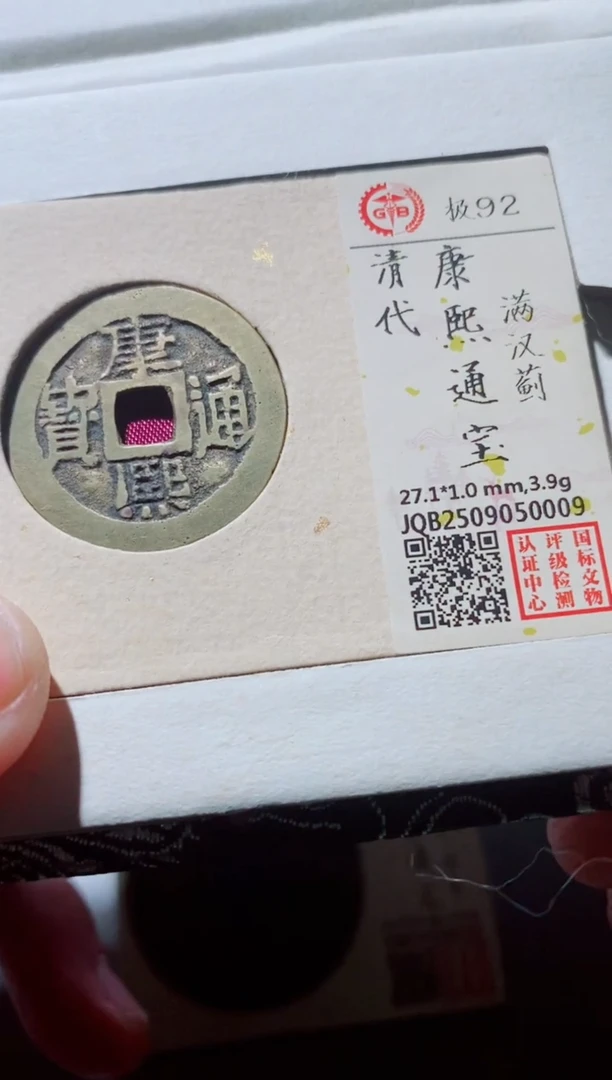 康熙通寳
GTB
极92
清代
康熙通宝
满汉蓟
27.1*1.0 mm,3.9g
JQB2509050009
国标文物
评级检测
认证中心